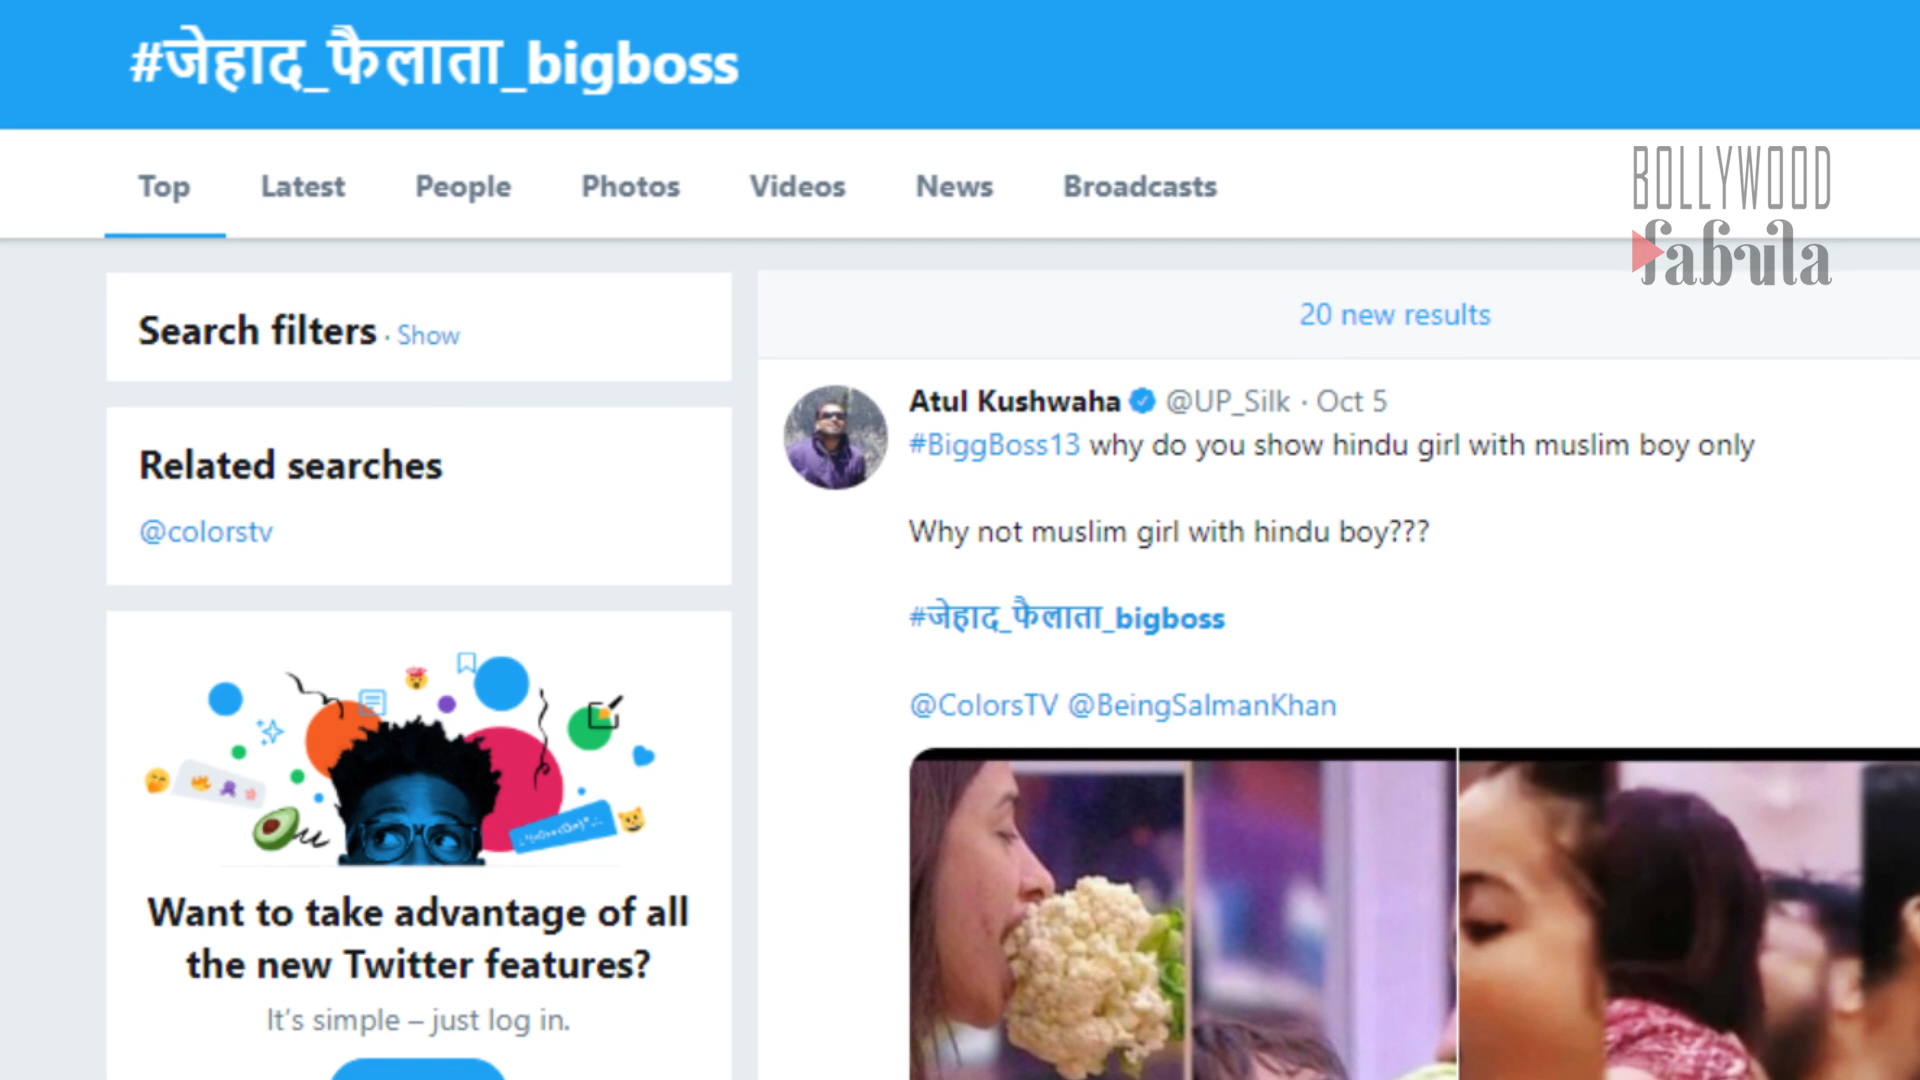 #जेहाद_फैलाता_bigboss
Top Latest People Photos Videos News Broadcasts
BOLLYWOOD
fabula
Search filters · Show
Related searches
@colorstv
Want to take advantage of all
the new Twitter features?
It's simple – just log in.
20 new results
Atul Kushwaha @UP_Silk · Oct 5
#BiggBoss13 why do you show hindu girl with muslim boy only
Why not muslim girl with hindu boy???
#जेहाद_फैलाता_bigboss
@ColorsTV @BeingSalmanKhan